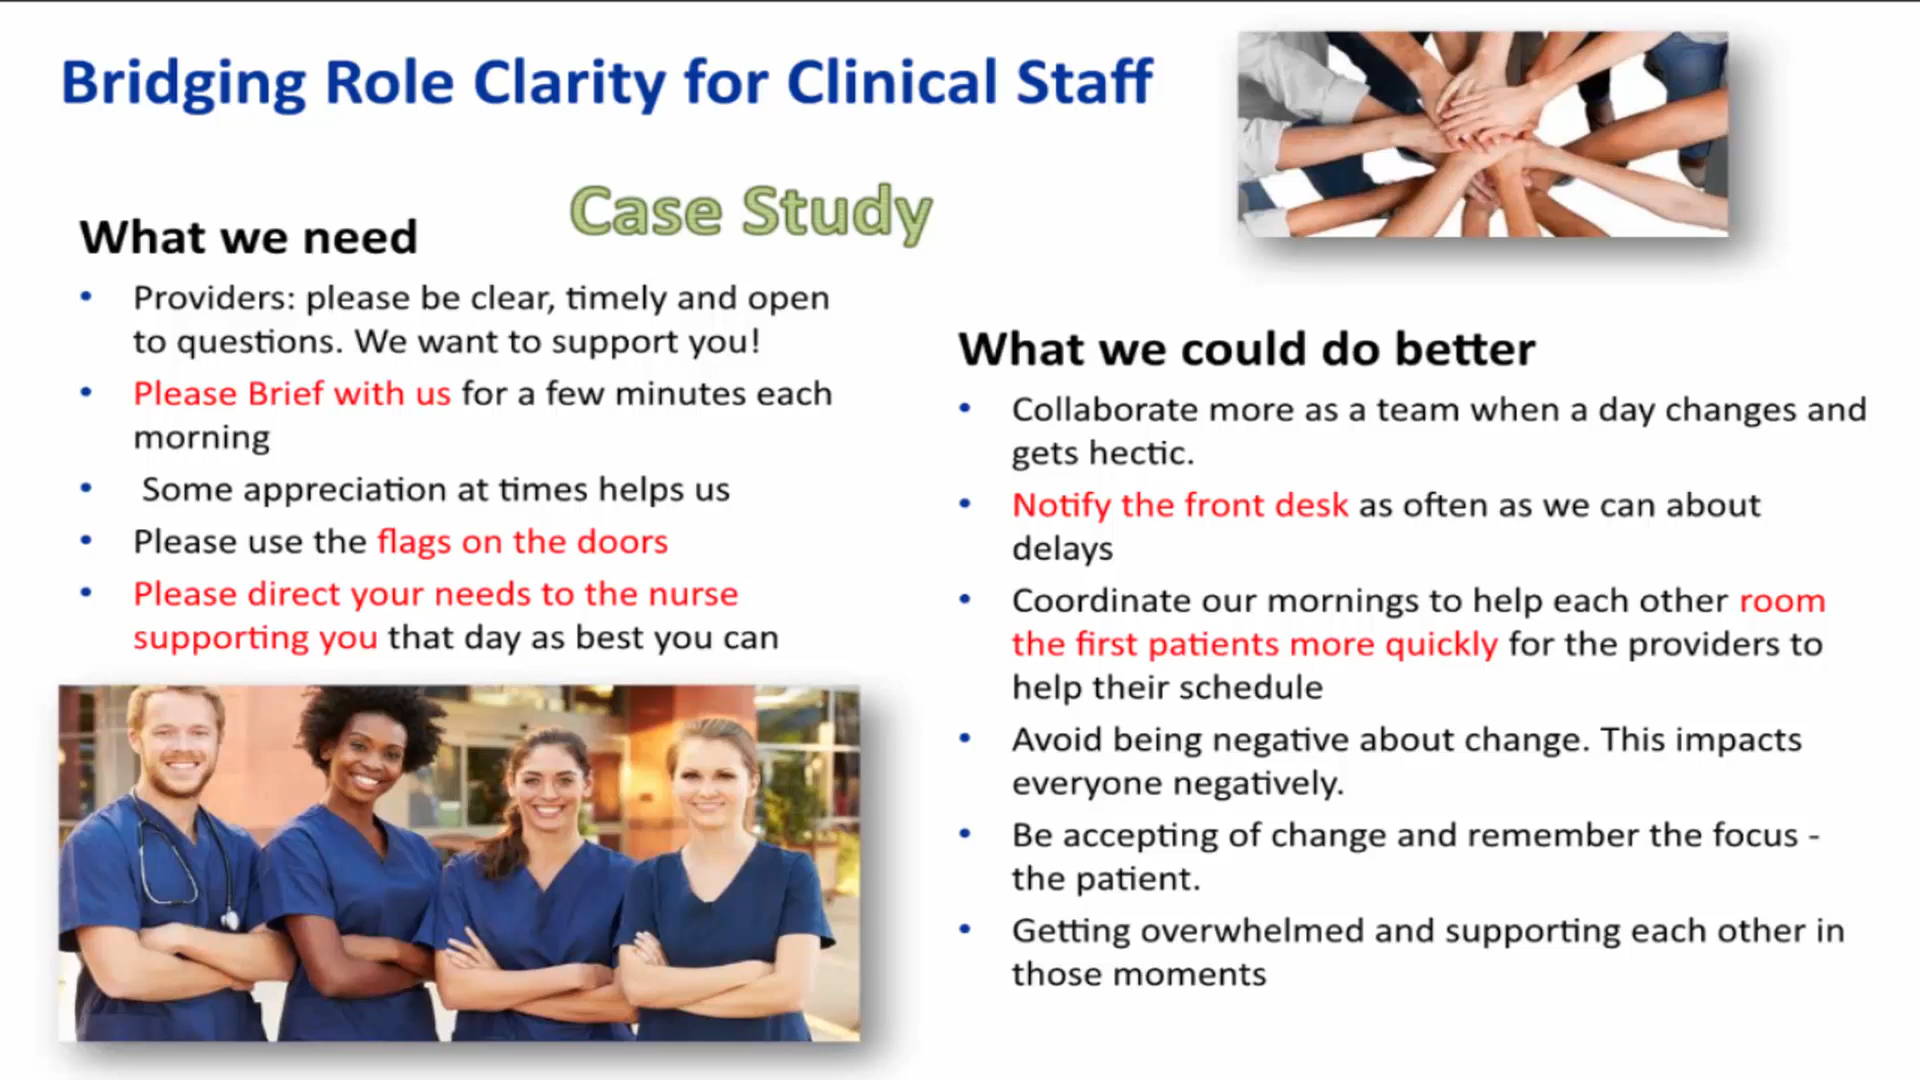 Bridging Role Clarity for Clinical Staff
Case Study
What we need
• Providers: please be clear, timely and open
to questions. We want to support you!
• Please Brief with us for a few minutes each
morning
• Some appreciation at times helps us
• Please use the flags on the doors
• Please direct your needs to the nurse
supporting you that day as best you can
What we could do better
• Collaborate more as a team when a day changes and
gets hectic.
• Notify the front desk as often as we can about
delays
• Coordinate our mornings to help each other room
the first patients more quickly for the providers to
help their schedule
• Avoid being negative about change. This impacts
everyone negatively.
• Be accepting of change and remember the focus -
the patient.
• Getting overwhelmed and supporting each other in
those moments